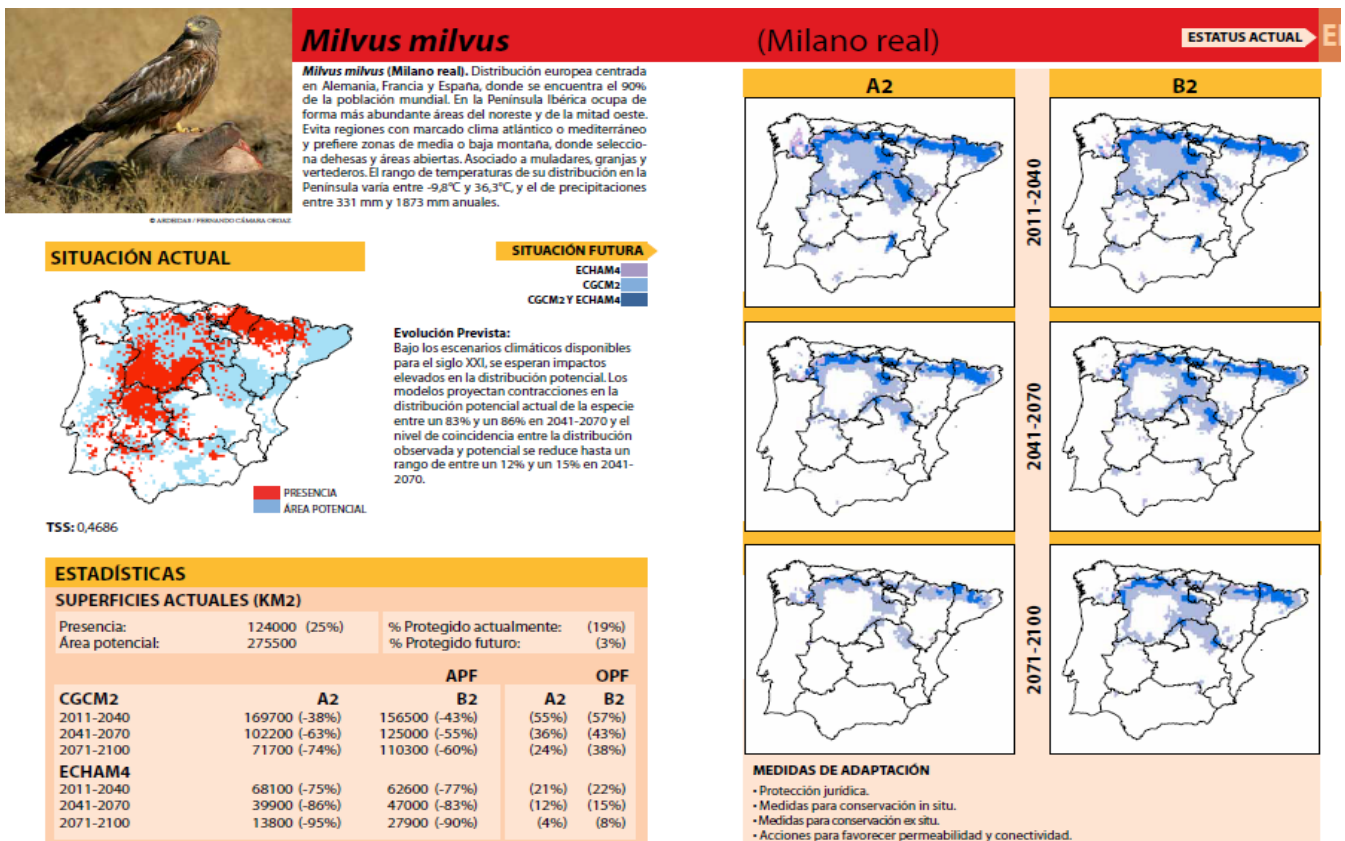 Milvus milvus
(Milano real)
ESTATUS ACTUAL
Milvus milvus (Milano real). Distribución europea centrada
en Alemania, Francia y España, donde se encuentra el 90%
de la población mundial. En la Península Ibérica ocupa de
forma más abundante áreas del noreste y de la mitad oeste.
Evita regiones con marcado clima atlántico o mediterráneo
y prefiere zonas de media o baja montaña, donde seleccio-
na dehesas y áreas abiertas. Asociado a muladares, granjas y
vertederos. El rango de temperaturas de su distribución en la
Península varía entre -9,8ºC y 36,3ºC, y el de precipitaciones
entre 331 mm y 1873 mm anuales.
© ARDEIDAS / FERNANDO CÁMARA ORDAZ
SITUACIÓN ACTUAL
PRESENCIA
ÁREA POTENCIAL
TSS: 0,4686
SITUACIÓN FUTURA
ECHAM4
CGCM2
CGCM2 Y ECHAM4
Evolución Prevista:
Bajo los escenarios climáticos disponibles
para el siglo XXI, se esperan impactos
elevados en la distribución potencial. Los
modelos proyectan contracciones en la
distribución potencial actual de la especie
entre un 83% y un 86% en 2041-2070 y el
nivel de coincidencia entre la distribución
observada y potencial se reduce hasta un
rango de entre un 12% y un 15% en 2041-
2070.
ESTADÍSTICAS
SUPERFICIES ACTUALES (KM2)
Presencia: 124000 (25%) % Protegido actualmente: (19%)
Área potencial: 275500 % Protegido futuro: (3%)
APF OPF
CGCM2 A2 B2 A2 B2
2011-2040 169700 (-38%) 156500 (-43%) (55%) (57%)
2041-2070 102200 (-63%) 125000 (-55%) (36%) (43%)
2071-2100 71700 (-74%) 110300 (-60%) (24%) (38%)
ECHAM4
2011-2040 68100 (-75%) 62600 (-77%) (21%) (22%)
2041-2070 39900 (-86%) 47000 (-83%) (12%) (15%)
2071-2100 13800 (-95%) 27900 (-90%) (4%) (8%)
A2 B2
2011-2040
2041-2070
2071-2100
MEDIDAS DE ADAPTACIÓN
• Protección jurídica.
• Medidas para conservación in situ.
• Medidas para conservación ex situ.
• Acciones para favorecer permeabilidad y conectividad.